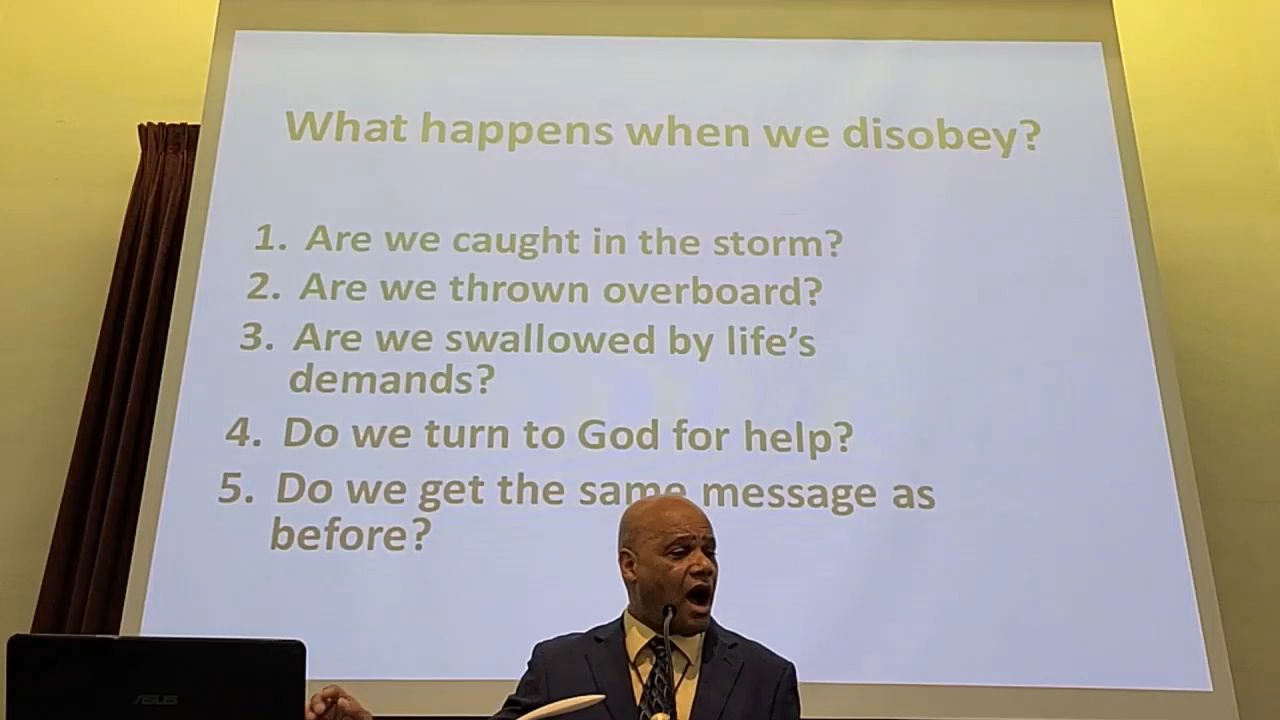 What happens when we disobey?
1. Are we caught in the storm?
2. Are we thrown overboard?
3. Are we swallowed by life's
demands?
4. Do we turn to God for help?
5. Do we get the same message as
before?
ASUS